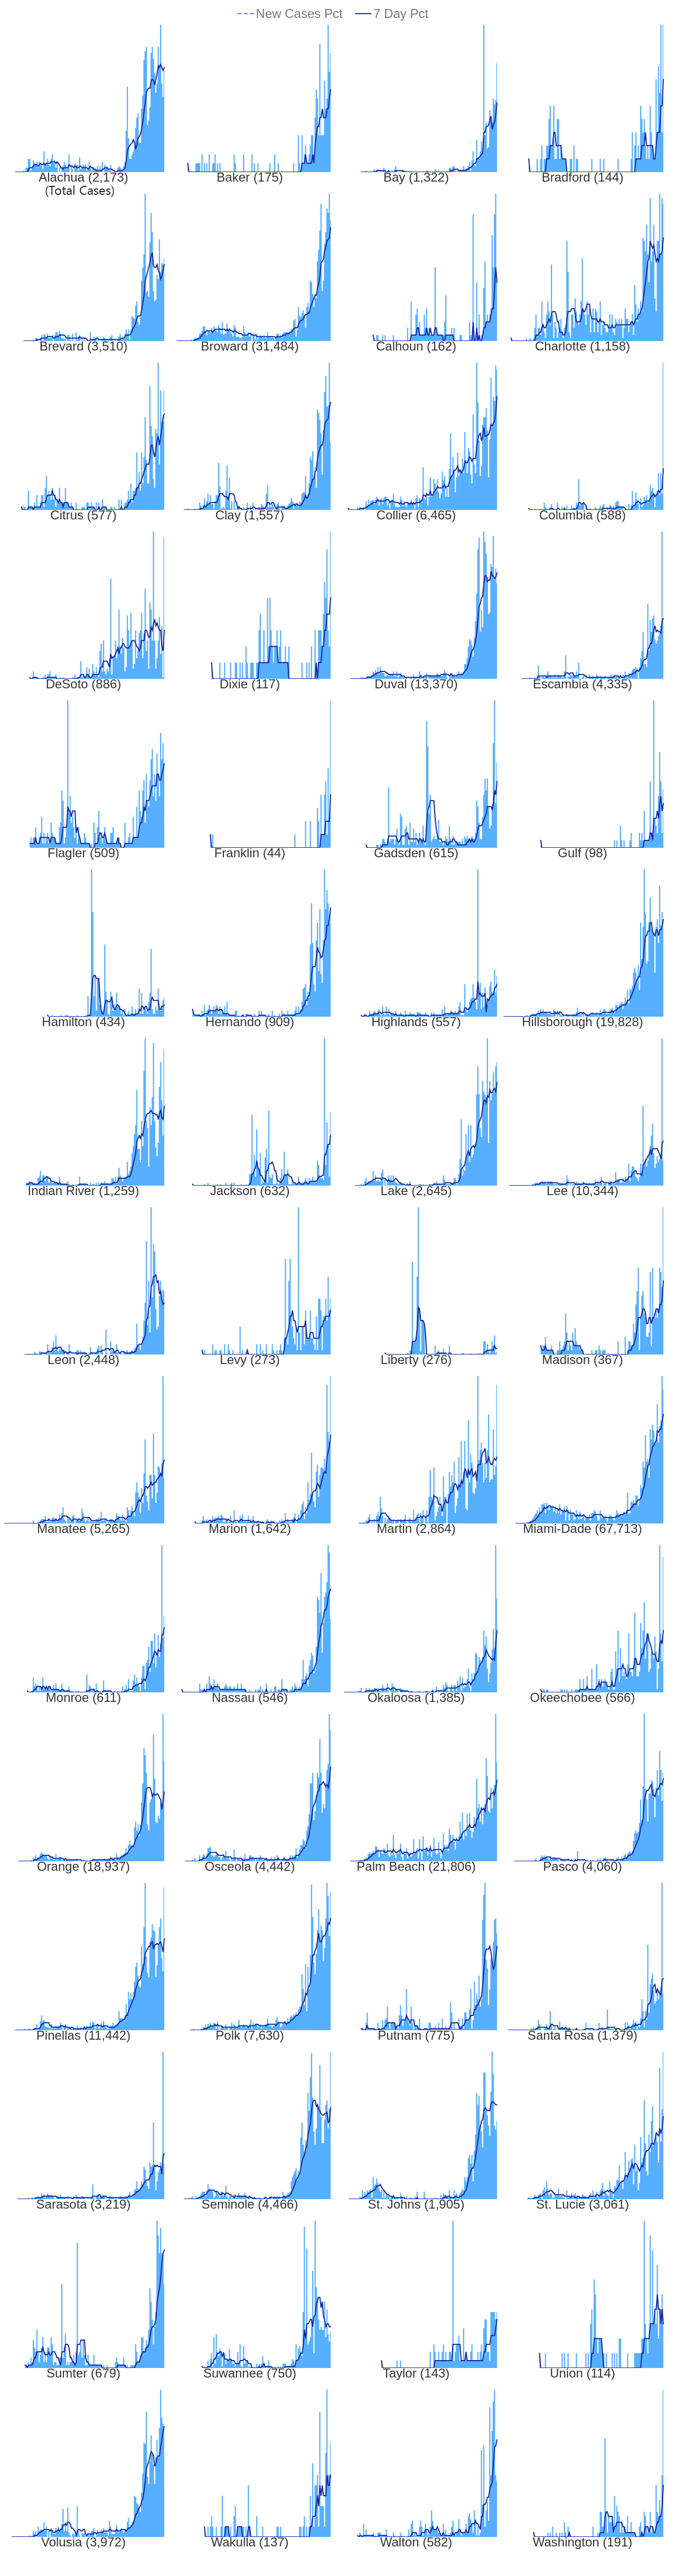 New Cases Pct 7 Day Pct
Alachua (2,173) Baker (175) Bay (1,322) Bradford (144)
(Total Cases)
Brevard (3,510) Broward (31,484) Calhoun (162) Charlotte (1,158)
Citrus (577) Clay (1,557) Collier (6,465) Columbia (588)
DeSoto (886) Dixie (117) Duval (13,370) Escambia (4,335)
Flagler (509) Franklin (44) Gadsden (615) Gulf (98)
Hamilton (434) Hernando (909) Highlands (557) Hillsborough (19,828)
Indian River (1,259) Jackson (632) Lake (2,645) Lee (10,344)
Leon (2,448) Levy (273) Liberty (276) Madison (367)
Manatee (5,265) Marion (1,642) Martin (2,864) Miami-Dade (67,713)
Monroe (611) Nassau (546) Okaloosa (1,385) Okeechobee (566)
Orange (18,937) Osceola (4,442) Palm Beach (21,806) Pasco (4,060)
Pinellas (11,442) Polk (7,630) Putnam (775) Santa Rosa (1,379)
Sarasota (3,219) Seminole (4,466) St. Johns (1,905) St. Lucie (3,061)
Sumter (679) Suwannee (750) Taylor (143) Union (114)
Volusia (3,972) Wakulla (137) Walton (582) Washington (191)